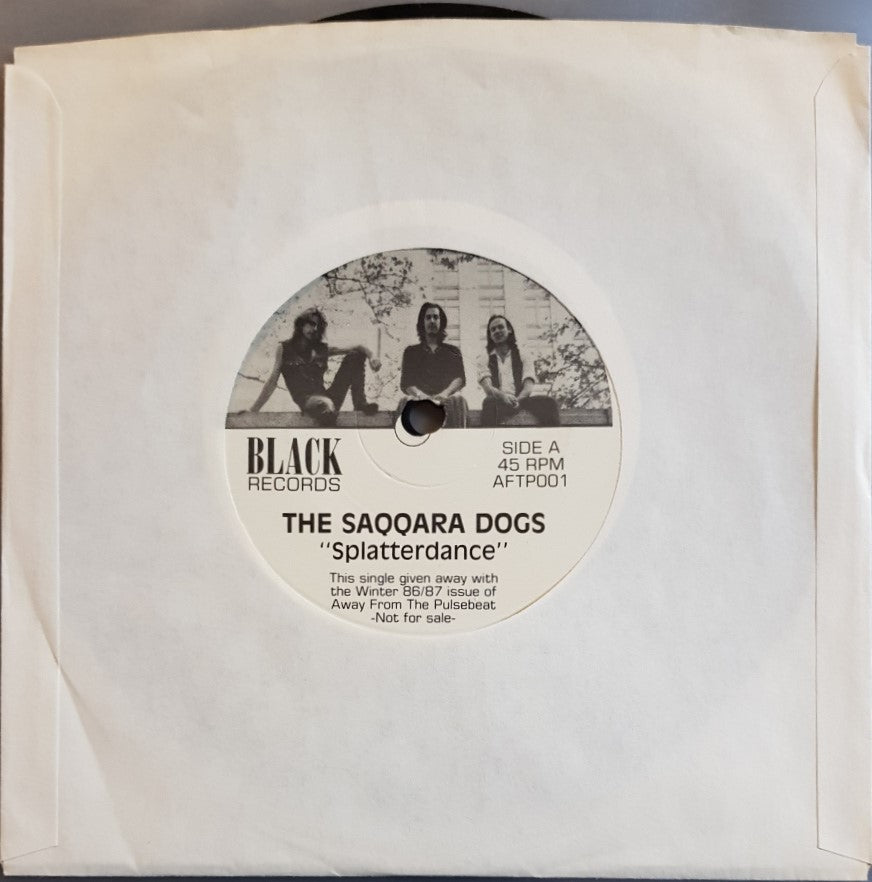 BLACK
RECORDS
SIDE A
45 RPM
AFTP001
THE SAQQARA DOGS
"Splatterdance"
This single given away with
the Winter 86/87 issue of
Away From The Pulsebeat
-Not for sale-